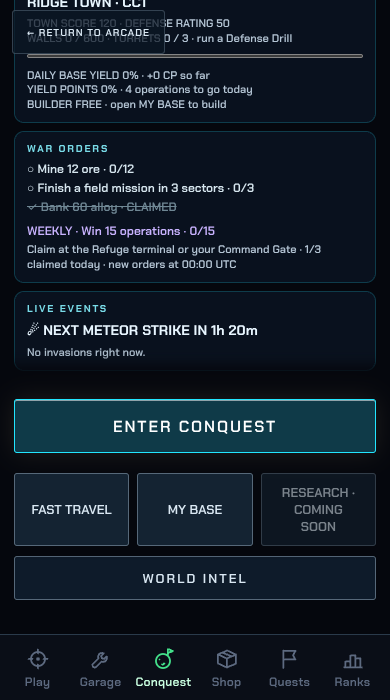 RIDGE TOWN · CCT
TOWN SCORE 120 · DEFENSE RATING 50
← RETURN TO ARCADE
WALLS 0 / 600 · TURRETS 0 / 3 · run a Defense Drill
DAILY BASE YIELD 0% · +0 CP so far
YIELD POINTS 0% · 4 operations to go today
BUILDER FREE · open MY BASE to build
WAR ORDERS
○ Mine 12 ore · 0/12
○ Finish a field mission in 3 sectors · 0/3
✓ Bank 60 alloy · CLAIMED
WEEKLY · Win 15 operations · 0/15
Claim at the Refuge terminal or your Command Gate · 1/3
claimed today · new orders at 00:00 UTC
LIVE EVENTS
☄ NEXT METEOR STRIKE IN 1h 20m
No invasions right now.
ENTER CONQUEST
FAST TRAVEL
MY BASE
RESEARCH ·
COMING
SOON
WORLD INTEL
Play
Garage
Conquest
Shop
Quests
Ranks